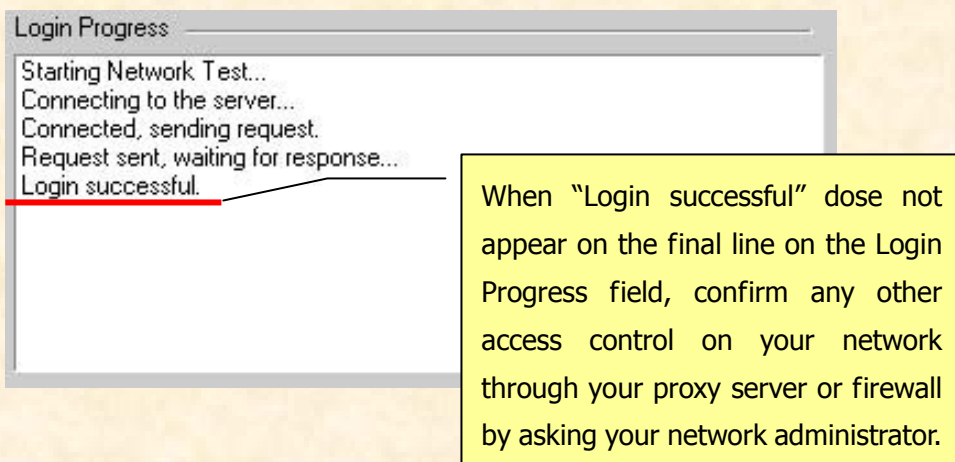 Login Progress
Starting Network Test...
Connecting to the server...
Connected, sending request.
Request sent, waiting for response...
Login successful.
When “Login successful” dose not
appear on the final line on the Login
Progress field, confirm any other
access control on your network
through your proxy server or firewall
by asking your network administrator.